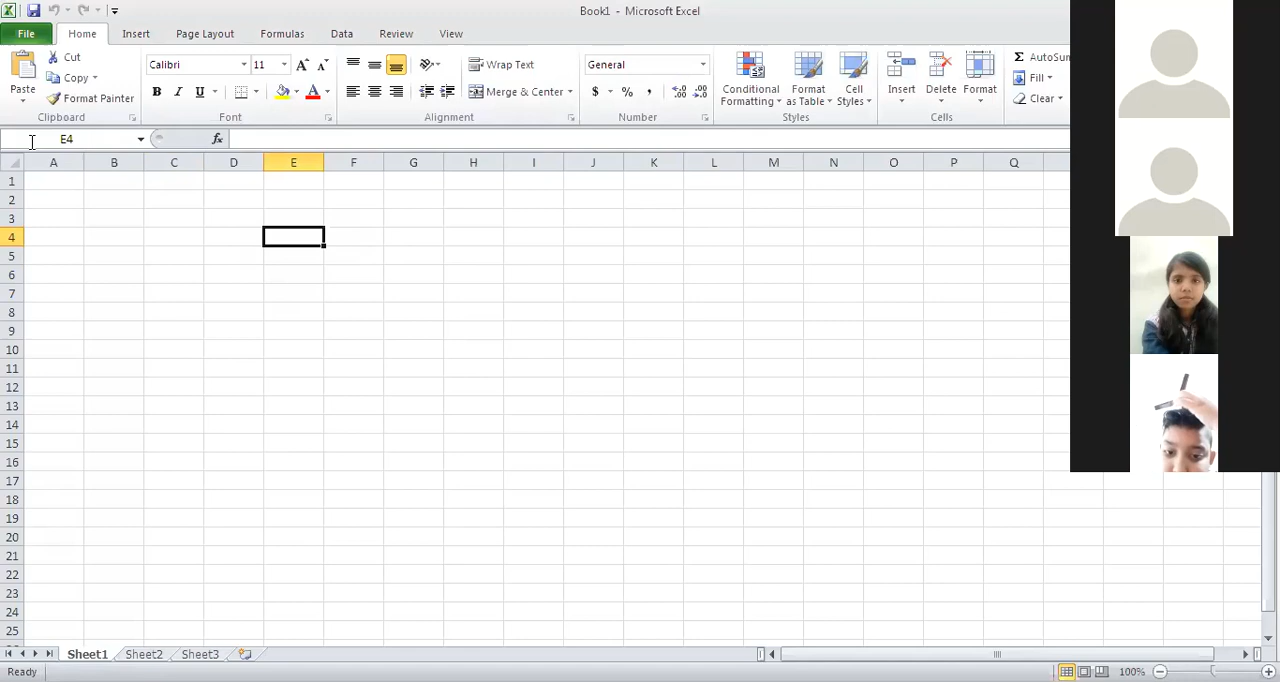 Book1 - Microsoft Excel
File Home Insert Page Layout Formulas Data Review View
Paste Cut Copy Format Painter
Clipboard
Calibri 11 A A
B I U A
Font
Wrap Text
Merge & Center
Alignment
General
$ % ,
Number
Conditional Formatting Format as Table Cell Styles
Styles
Insert Delete Format
Cells
Σ AutoSum
Fill
Clear
E4 fx
A B C D E F G H I J K L M N O P Q
1
2
3
4
5
6
7
8
9
10
11
12
13
14
15
16
17
18
19
20
21
22
23
24
25
Sheet1 Sheet2 Sheet3
Ready 100%